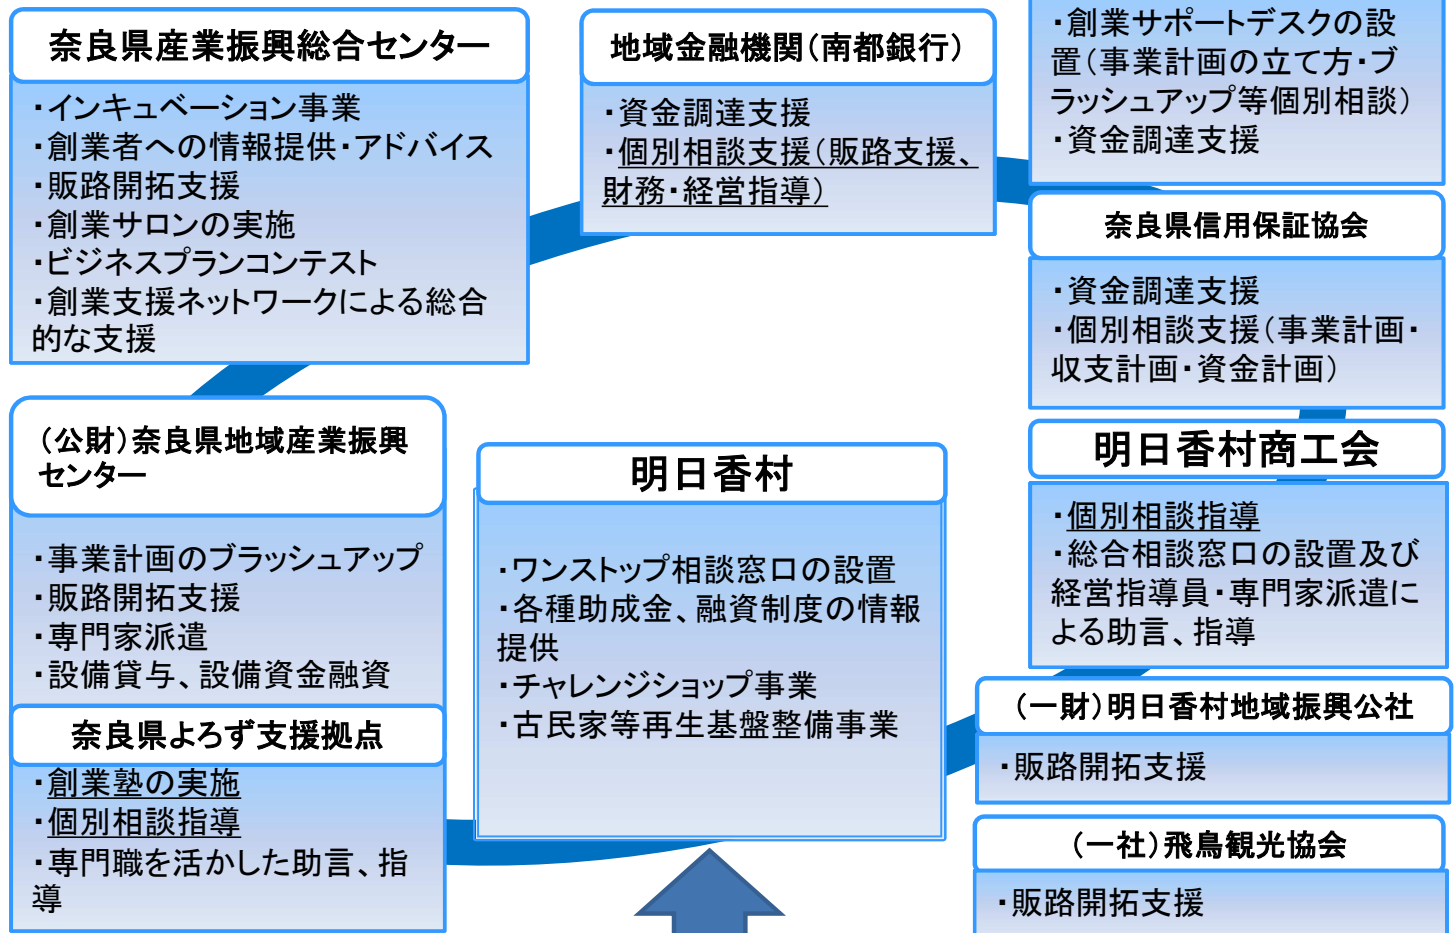 奈良県産業振興総合センター
・インキュベーション事業
・創業者への情報提供・アドバイス
・販路開拓支援
・創業サロンの実施
・ビジネスプランコンテスト
・創業支援ネットワークによる総合
的な支援
地域金融機関(南都銀行)
・資金調達支援
・個別相談支援(販路支援、
財務・経営指導)
・創業サポートデスクの設
置(事業計画の立て方・ブ
ラッシュアップ等個別相談)
・資金調達支援
奈良県信用保証協会
・資金調達支援
・個別相談支援(事業計画・
収支計画・資金計画)
(公財)奈良県地域産業振興
センター
・事業計画のブラッシュアップ
・販路開拓支援
・専門家派遣
・設備貸与、設備資金融資
奈良県よろず支援拠点
・創業塾の実施
・個別相談指導
・専門職を活かした助言、指
導
明日香村
・ワンストップ相談窓口の設置
・各種助成金、融資制度の情報
提供
・チャレンジショップ事業
・古民家等再生基盤整備事業
明日香村商工会
・個別相談指導
・総合相談窓口の設置及び
経営指導員・専門家派遣に
よる助言、指導
(一財)明日香村地域振興公社
・販路開拓支援
(一社)飛鳥観光協会
・販路開拓支援